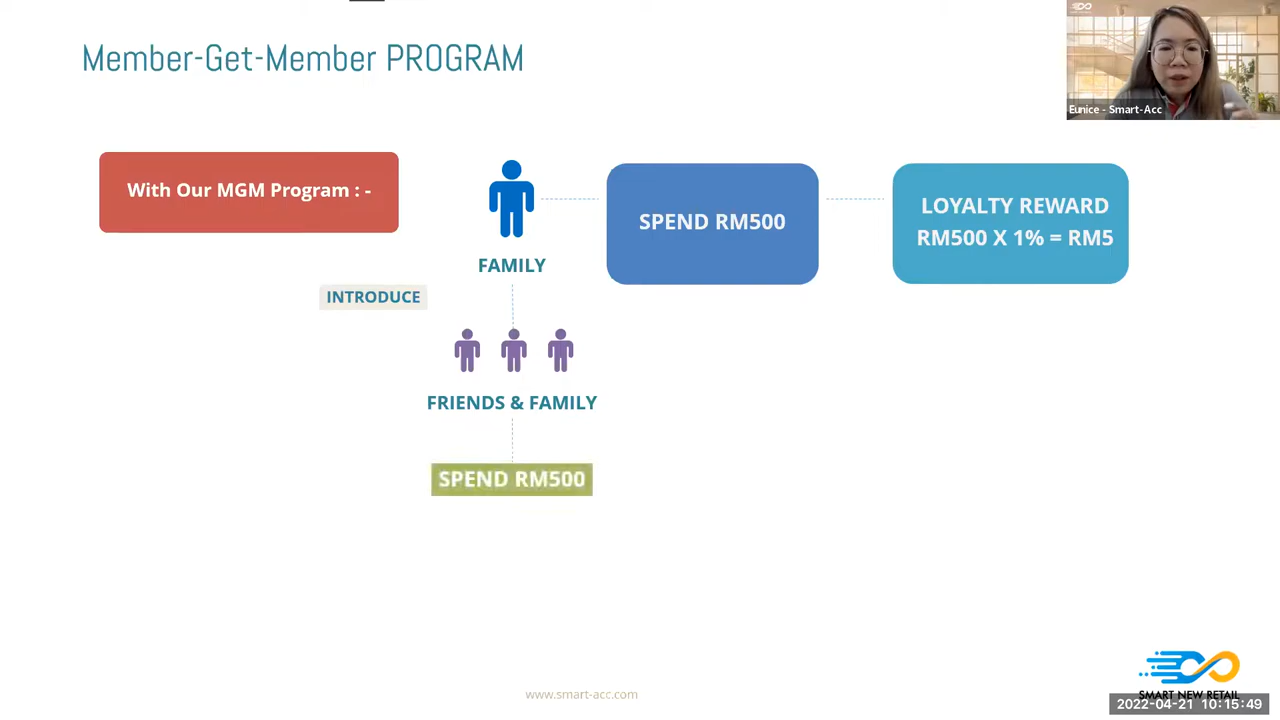 Member-Get-Member PROGRAM
Eunice - Smart-Acc
With Our MGM Program : -
SPEND RM500
LOYALTY REWARD
RM500 X 1% = RM5
FAMILY
INTRODUCE
FRIENDS & FAMILY
SPEND RM500
www.smart-acc.com
SMART NEW RETAIL
2022-04-21 10:15:49